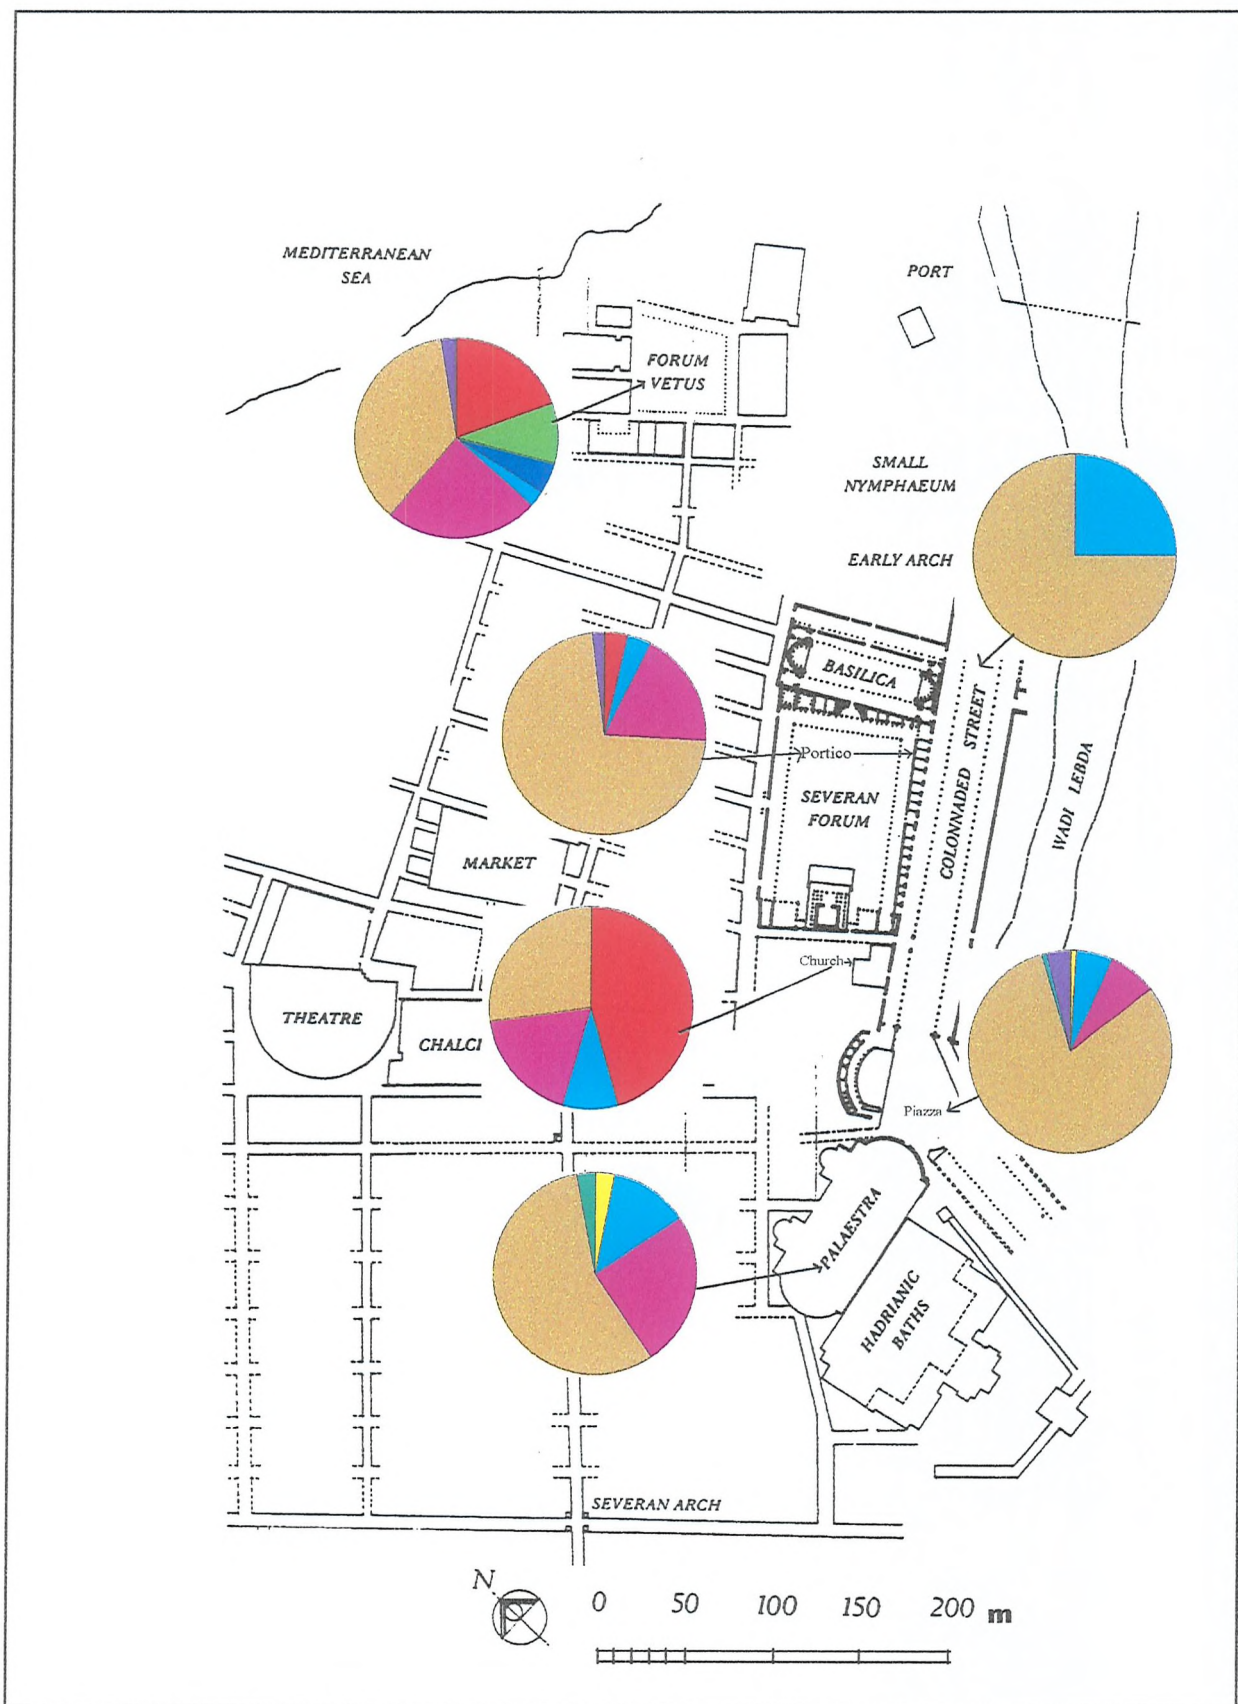 MEDITERRANEAN
SEA
PORT
FORUM
VETUS
SMALL
NYMPHAEUM
EARLY ARCH
BASILICA
COLONNADED STREET
WADI LEBDA
Portico
SEVERAN
FORUM
MARKET
Church
THEATRE
CHALCI
Piazza
PALAESTRA
HADRIANIC
BATHS
SEVERAN ARCH
N
0 50 100 150 200 m